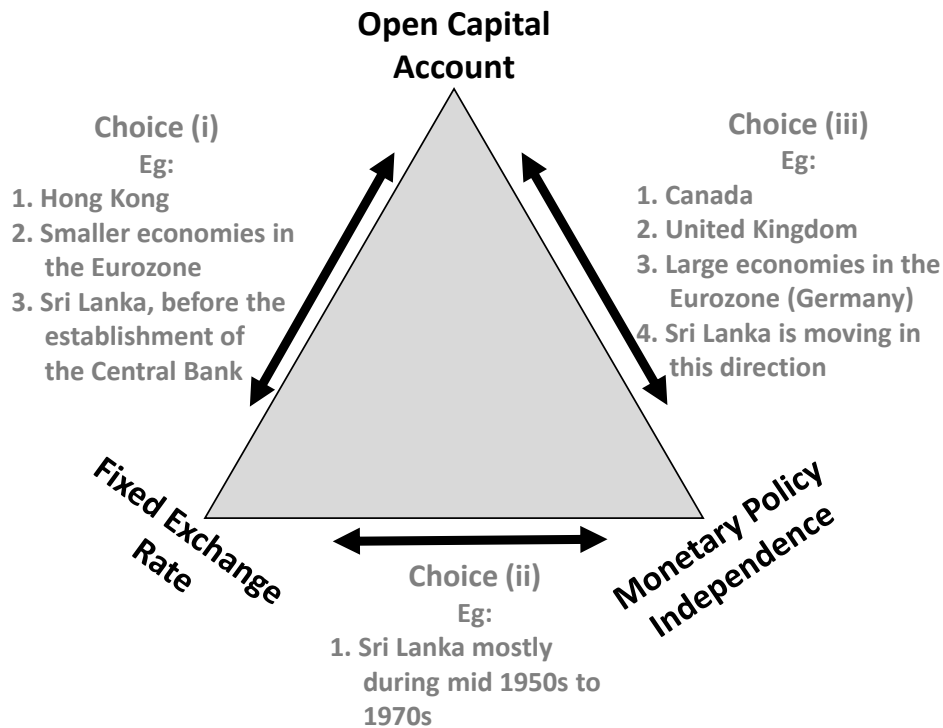 Open Capital
Account
Choice (i)
Eg:
1. Hong Kong
2. Smaller economies in
the Eurozone
3. Sri Lanka, before the
establishment of
the Central Bank
Choice (iii)
Eg:
1. Canada
2. United Kingdom
3. Large economies in the
Eurozone (Germany)
4. Sri Lanka is moving in
this direction
Fixed Exchange
Rate
Monetary Policy
Independence
Choice (ii)
Eg:
1. Sri Lanka mostly
during mid 1950s to
1970s